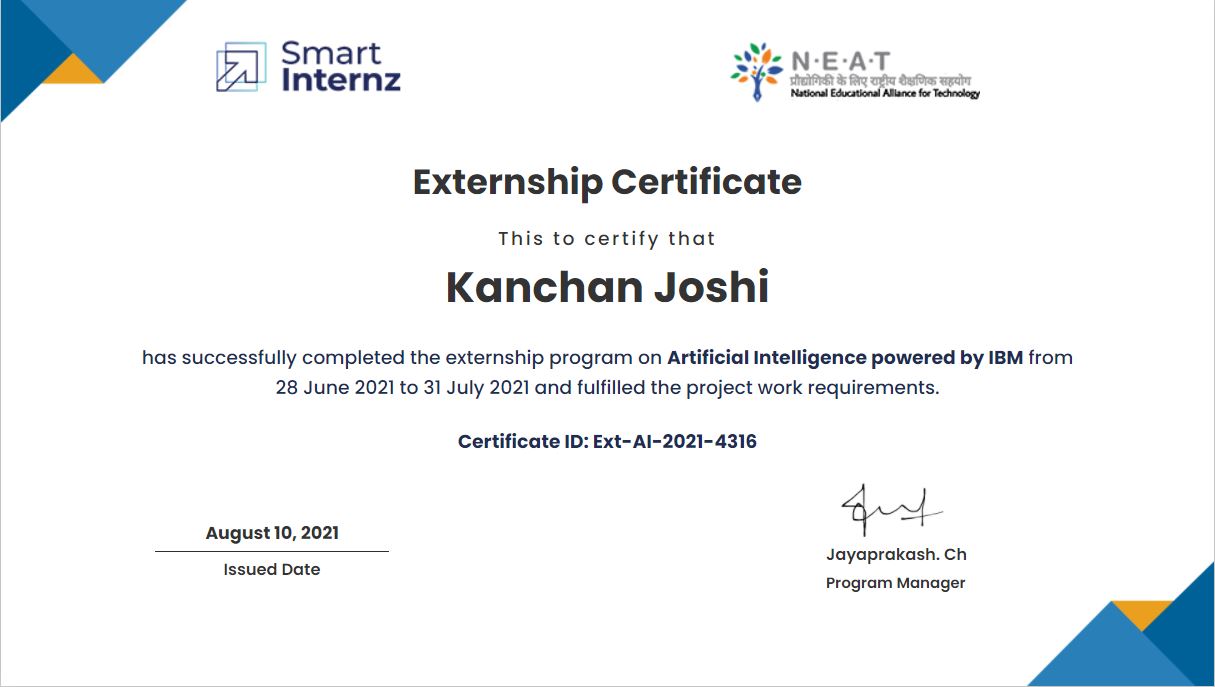 Smart
Internz
N·E·A·T
प्रौद्योगिकी के लिए राष्ट्रीय शैक्षणिक सहयोग
National Educational Alliance for Technology
Externship Certificate
This to certify that
Kanchan Joshi
has successfully completed the externship program on Artificial Intelligence powered by IBM from
28 June 2021 to 31 July 2021 and fulfilled the project work requirements.
Certificate ID: Ext-AI-2021-4316
August 10, 2021
Issued Date
Jayaprakash. Ch
Program Manager